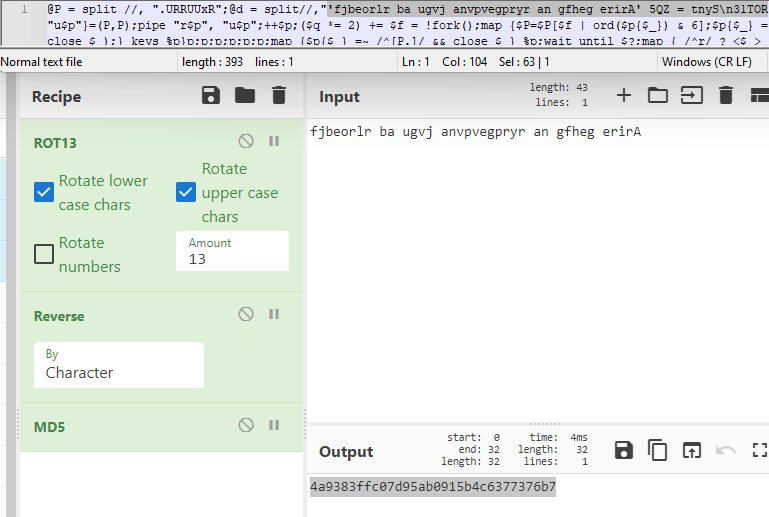 1 @P = split //, ".URRUUxR";@d = split//,"'fjbeorlr ba ugvj anvpvegpryr an gfheg erirA' 5QZ = tnyS\n3lTOR
"u$p"}=(P,P);pipe "r$p", "u$p";++$p;($q *= 2) += $f = !fork();map {$P=$P[$f | ord($p{$_}) & 6];$p{$_} =
close $_);} keys %p}p;p;p;p;p;map {$p{$_} =~ /^[P.]/ && close $_} %p;wait until $?;map { /^r/ ? <$_>
Normal text file length : 393 lines : 1 Ln : 1 Col : 104 Sel : 63 | 1 Windows (CR LF)
Recipe
Input
length: 43
lines: 1
ROT13
Rotate lower case chars
Rotate upper case chars
Rotate numbers
Amount
13
Reverse
By
Character
MD5
fjbeorlr ba ugvj anvpvegpryr an gfheg erirA
Output
start: 0 time: 4ms
end: 32 length: 32
length: 32 lines: 1
4a9383ffc07d95ab0915b4c6377376b7